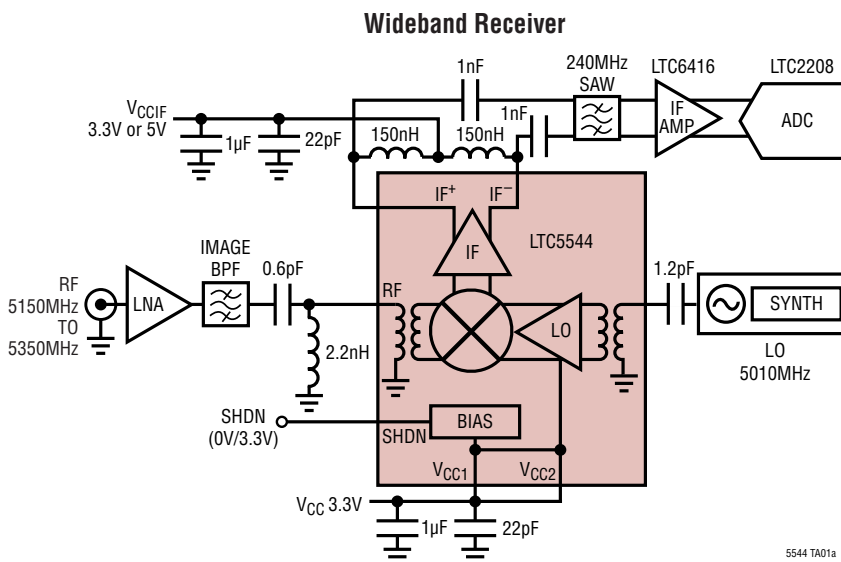 Wideband Receiver
1nF
240MHz
SAW
LTC6416
LTC2208
VCCIF
3.3V or 5V
1µF
22pF
150nH
150nH
1nF
IF
AMP
ADC
IF+
IF−
LTC5544
IF
IMAGE
BPF
0.6pF
RF
5150MHz
TO
5350MHz
LNA
RF
2.2nH
LO
1.2pF
SYNTH
LO
5010MHz
SHDN
(0V/3.3V)
SHDN
BIAS
VCC1
VCC2
VCC 3.3V
1µF
22pF
5544 TA01a